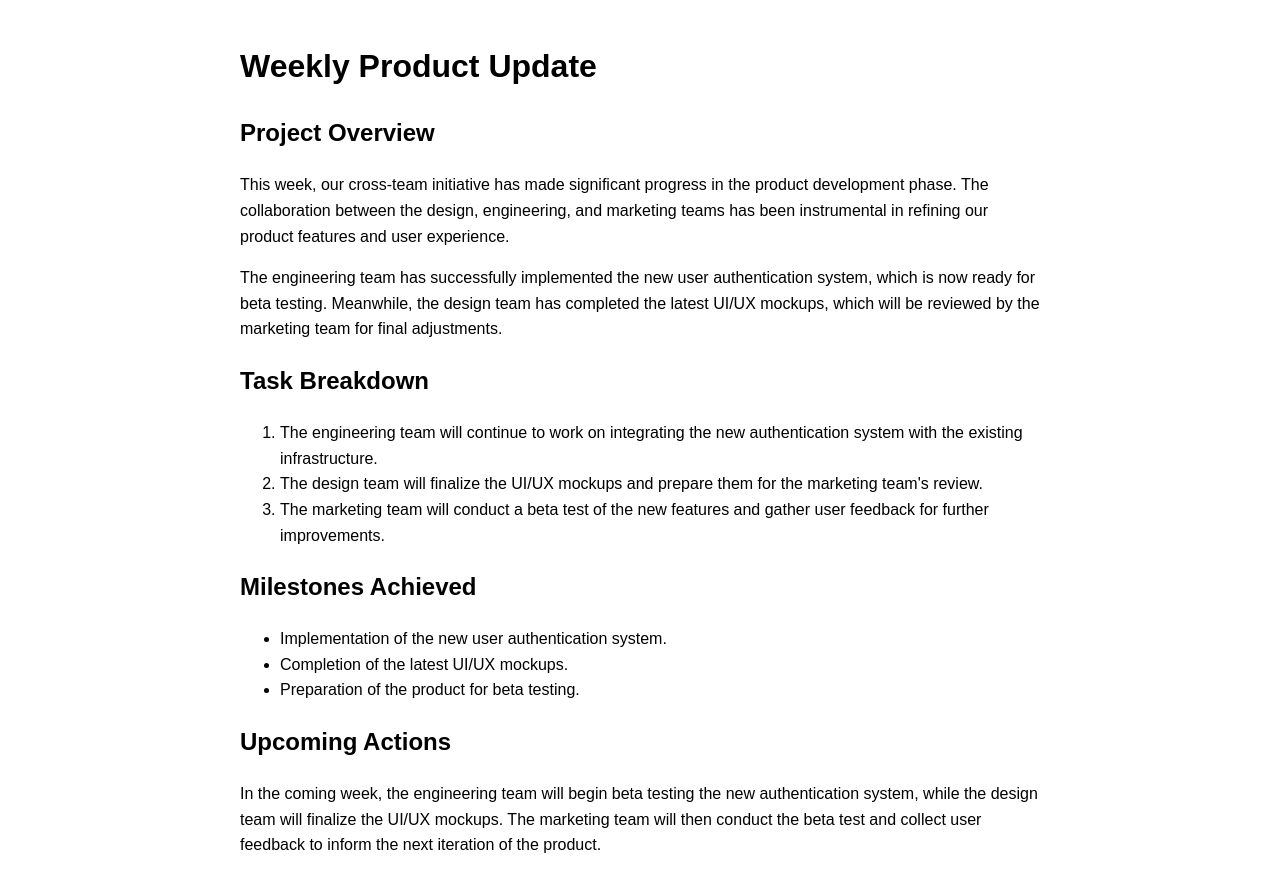 Weekly Product Update
Project Overview
This week, our cross-team initiative has made significant progress in the product development phase. The
collaboration between the design, engineering, and marketing teams has been instrumental in refining our
product features and user experience.
The engineering team has successfully implemented the new user authentication system, which is now ready for
beta testing. Meanwhile, the design team has completed the latest UI/UX mockups, which will be reviewed by the
marketing team for final adjustments.
Task Breakdown
1. The engineering team will continue to work on integrating the new authentication system with the existing
infrastructure.
2. The design team will finalize the UI/UX mockups and prepare them for the marketing team's review.
3. The marketing team will conduct a beta test of the new features and gather user feedback for further
improvements.
Milestones Achieved
• Implementation of the new user authentication system.
• Completion of the latest UI/UX mockups.
• Preparation of the product for beta testing.
Upcoming Actions
In the coming week, the engineering team will begin beta testing the new authentication system, while the design
team will finalize the UI/UX mockups. The marketing team will then conduct the beta test and collect user
feedback to inform the next iteration of the product.